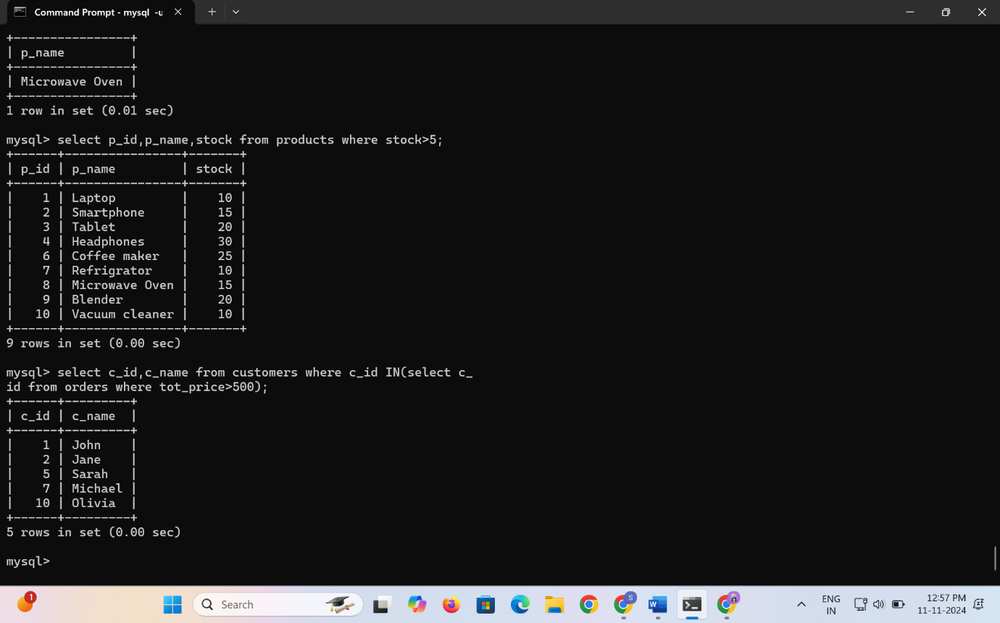 Command Prompt - mysql -u
+----------------+
| p_name         |
+----------------+
| Microwave Oven |
+----------------+
1 row in set (0.01 sec)
mysql> select p_id,p_name,stock from products where stock>5;
+------+----------------+-------+
| p_id | p_name         | stock |
+------+----------------+-------+
|    1 | Laptop         |    10 |
|    2 | Smartphone     |    15 |
|    3 | Tablet         |    20 |
|    4 | Headphones     |    30 |
|    6 | Coffee maker   |    25 |
|    7 | Refrigrator    |    10 |
|    8 | Microwave Oven |    15 |
|    9 | Blender        |    20 |
|   10 | Vacuum cleaner |    10 |
+------+----------------+-------+
9 rows in set (0.00 sec)
mysql> select c_id,c_name from customers where c_id IN(select c_
id from orders where tot_price>500);
+------+---------+
| c_id | c_name  |
+------+---------+
|    1 | John    |
|    2 | Jane    |
|    5 | Sarah   |
|    7 | Michael |
|   10 | Olivia  |
+------+---------+
5 rows in set (0.00 sec)
mysql>
1
Search
S
W
ENG
IN
12:57 PM
11-11-2024